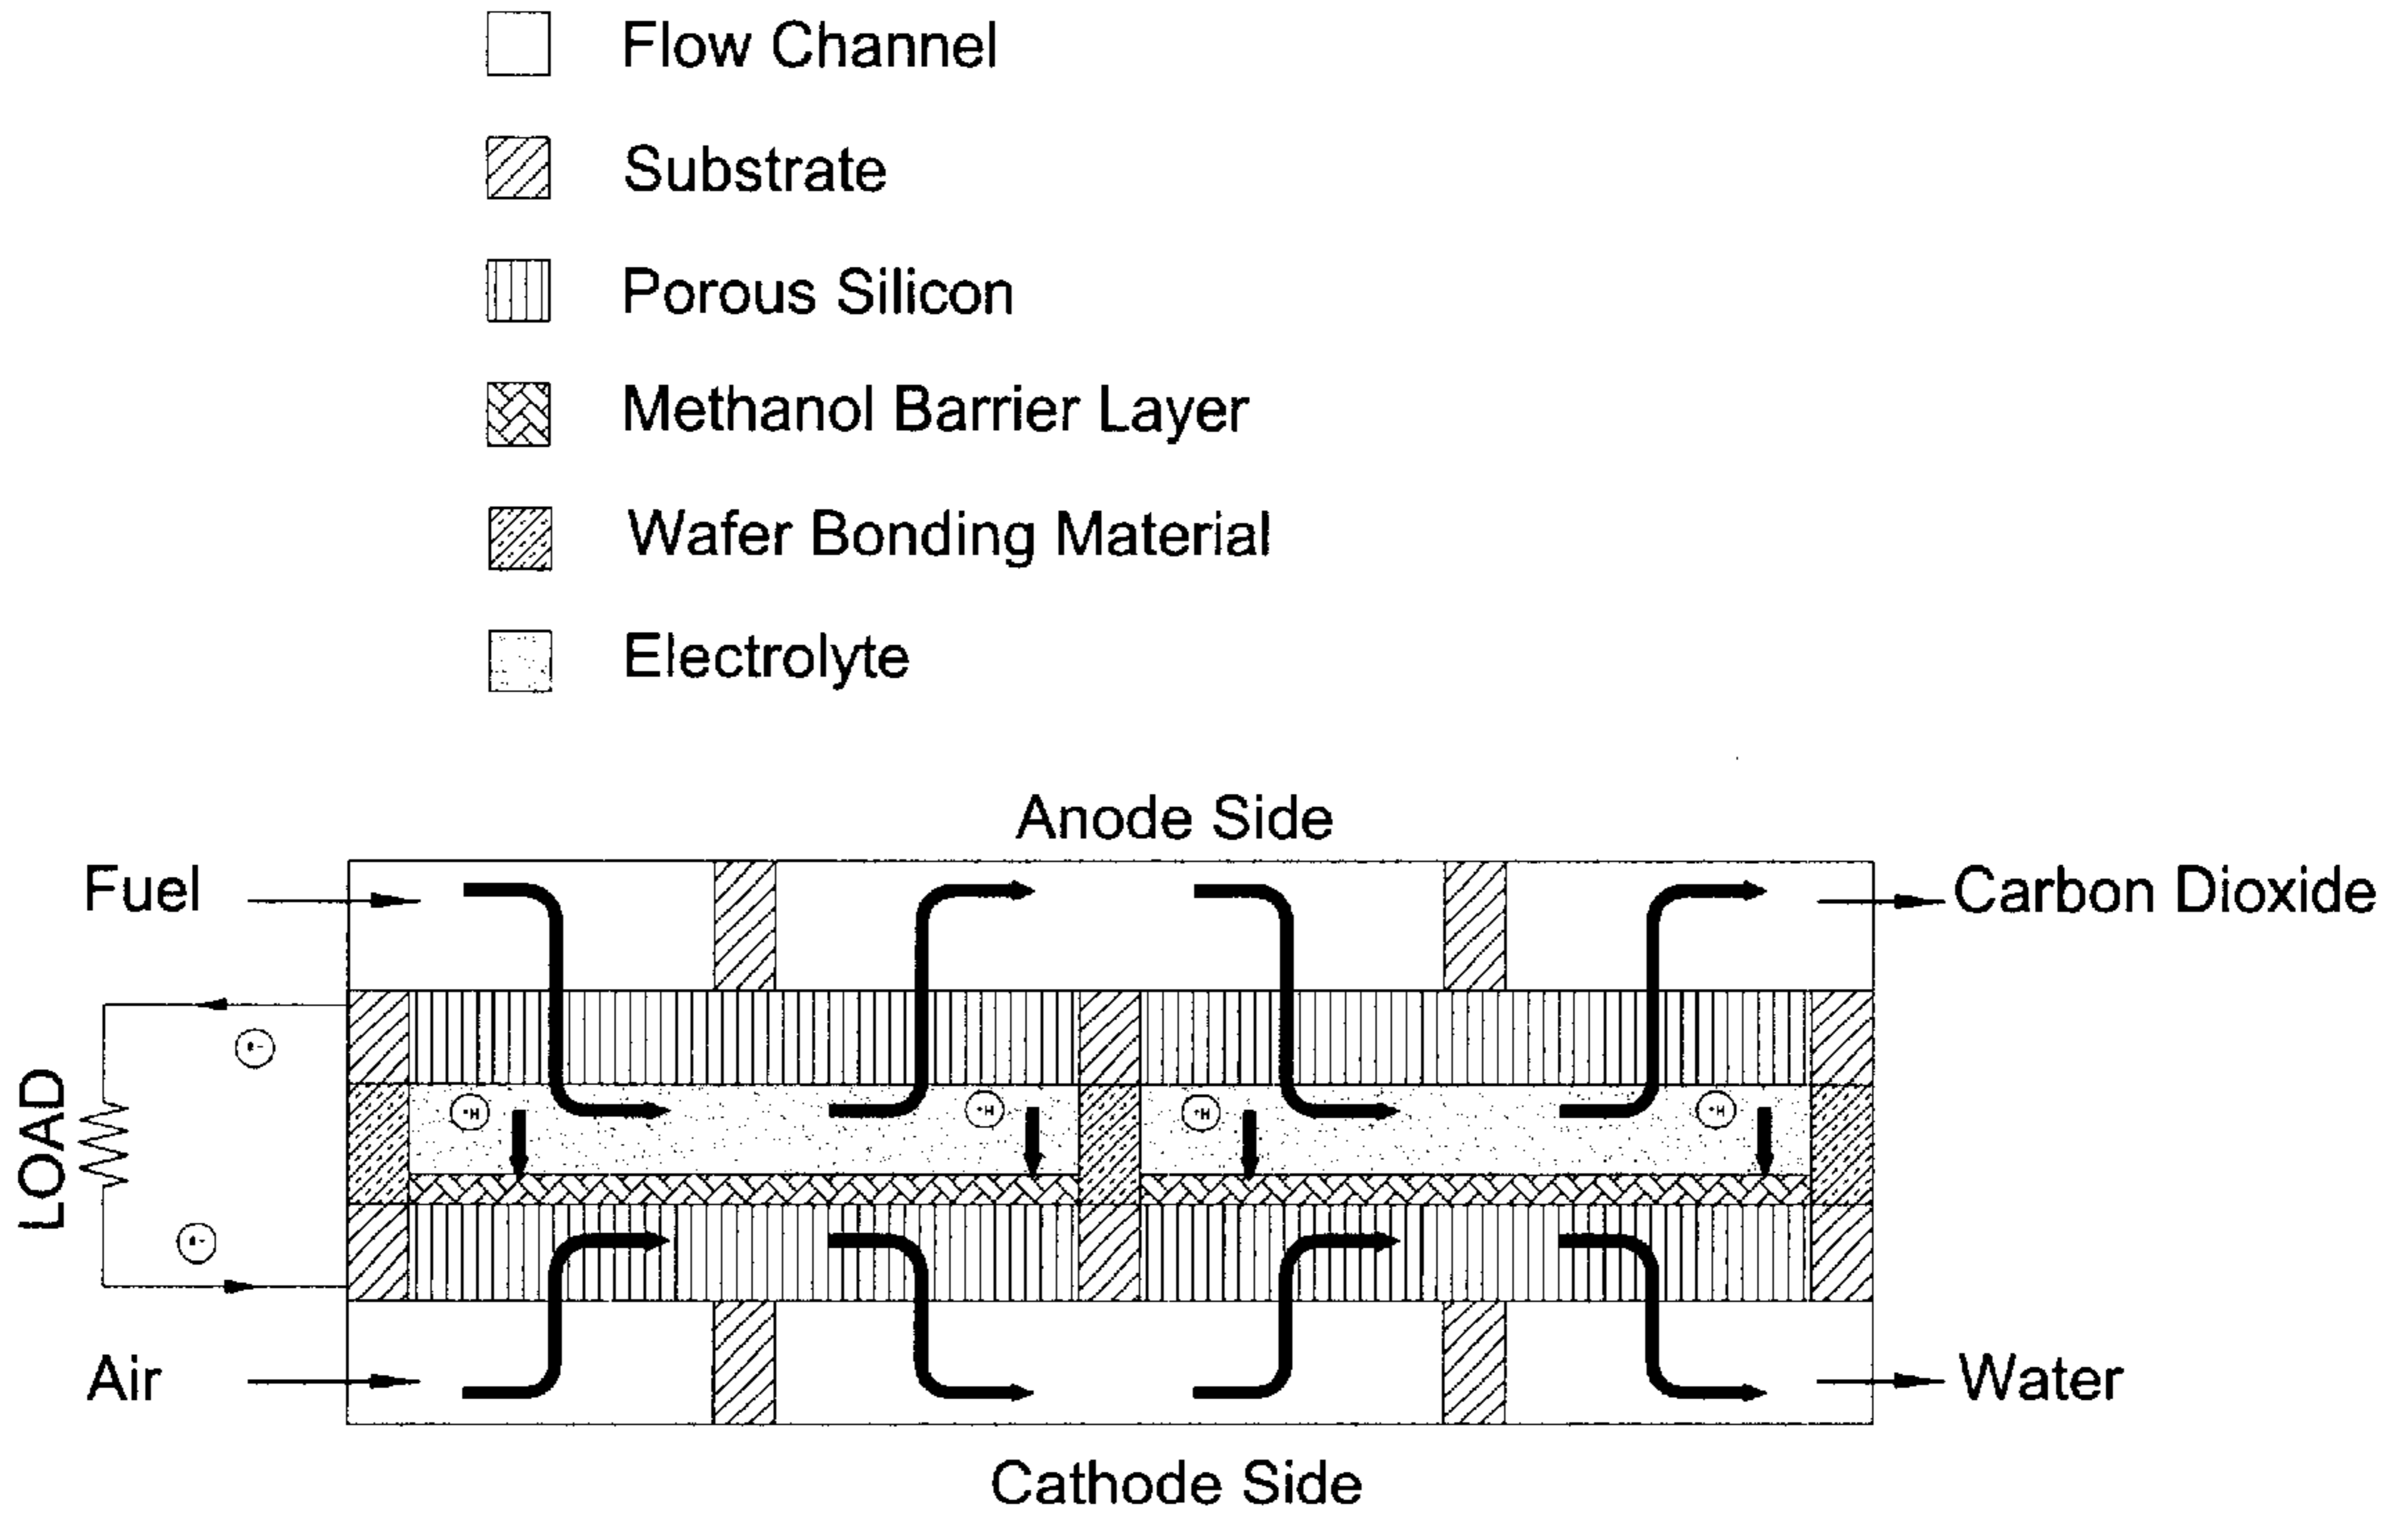 Flow Channel
Substrate
Porous Silicon
Methanol Barrier Layer
Wafer Bonding Material
Electrolyte
Anode Side
Fuel
Carbon Dioxide
e-
+H
+H
+H
+H
LOAD
e-
Air
Water
Cathode Side